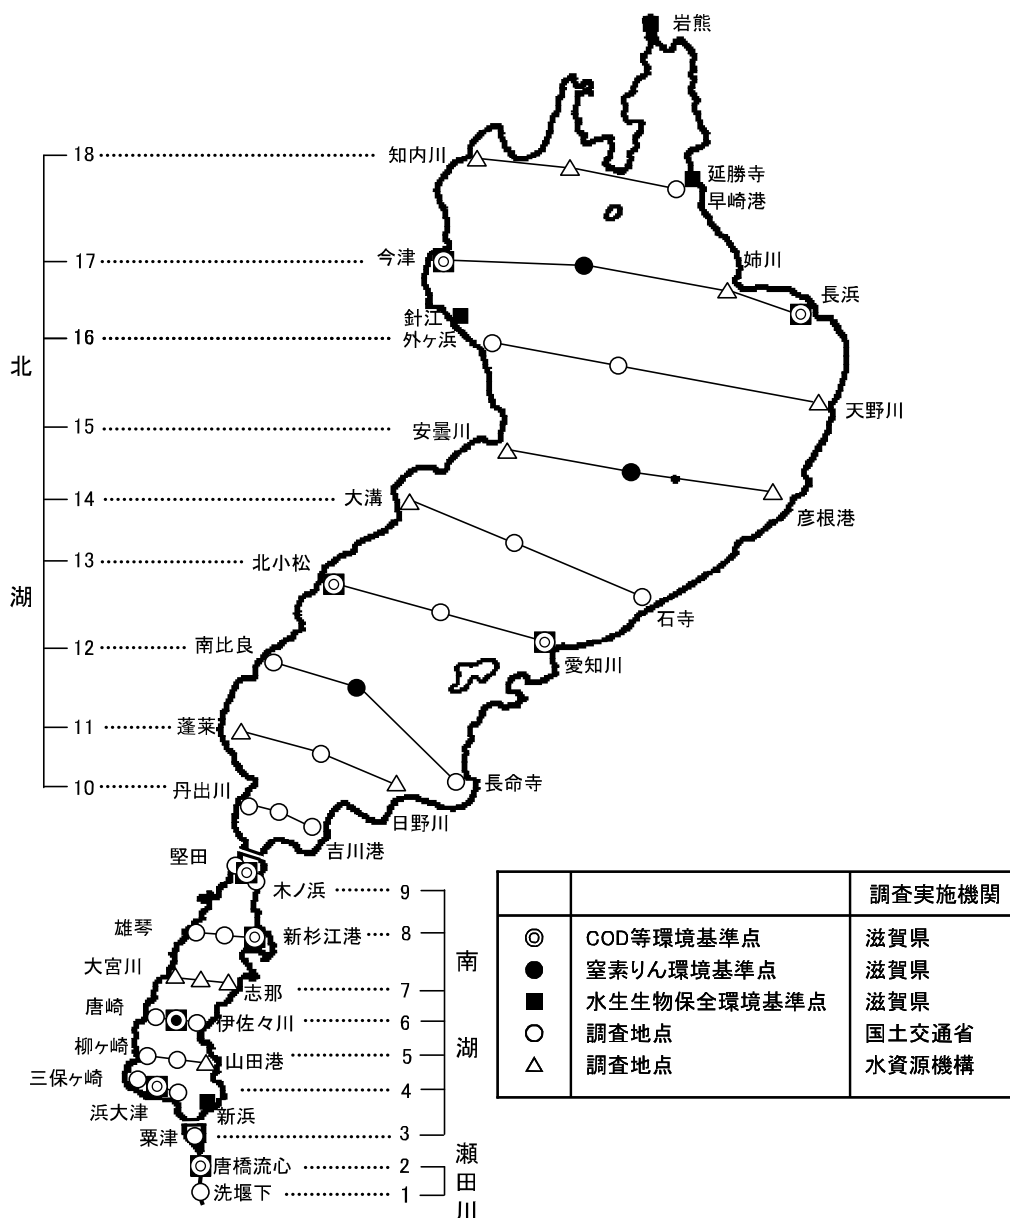 岩熊
18 知内川
延勝寺
早崎港
17 今津
姉川
長浜
針江
16 外ヶ浜
天野川
15 安曇川
14 大溝
彦根港
13 北小松
石寺
12 南比良
愛知川
11 蓬莱
10 丹出川
長命寺
日野川
吉川港
北湖
堅田
木ノ浜 9
雄琴
新杉江港 8
大宮川
志那 7
唐崎
伊佐々川 6
柳ヶ崎
山田港 5
三保ヶ崎
4
浜大津
新浜
粟津 3
唐橋流心 2
洗堰下 1
南湖
瀬田川
調査実施機関
◎ COD等環境基準点 滋賀県
● 窒素りん環境基準点 滋賀県
■ 水生生物保全環境基準点 滋賀県
○ 調査地点 国土交通省
△ 調査地点 水資源機構